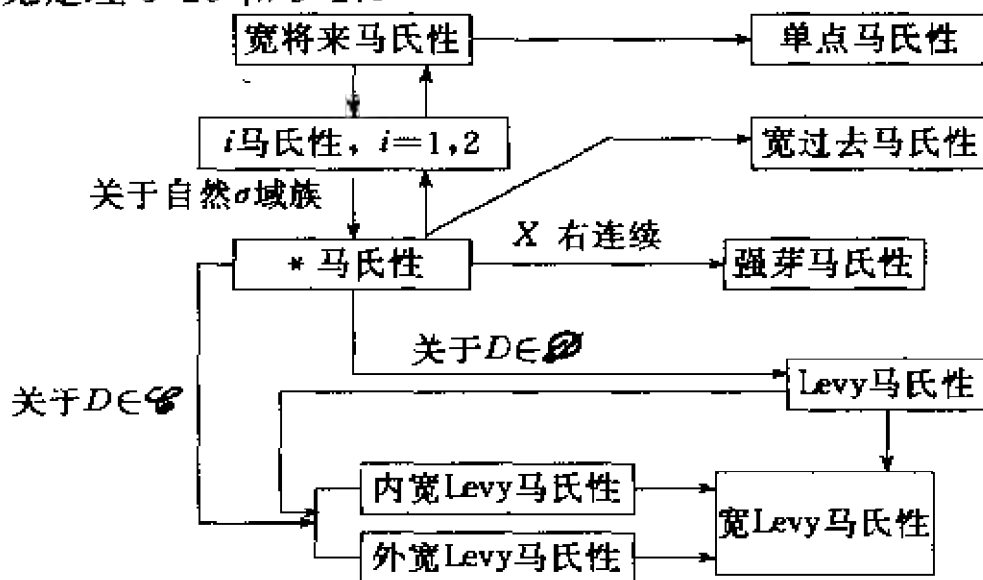 宽将来马氏性
单点马氏性
i马氏性，i=1,2
宽过去马氏性
关于自然σ域族
X 右连续
* 马氏性
强芽马氏性
关于D∈𝒟
Levy马氏性
关于D∈𝒞
内宽Levy马氏性
宽Levy马氏性
外宽Levy马氏性